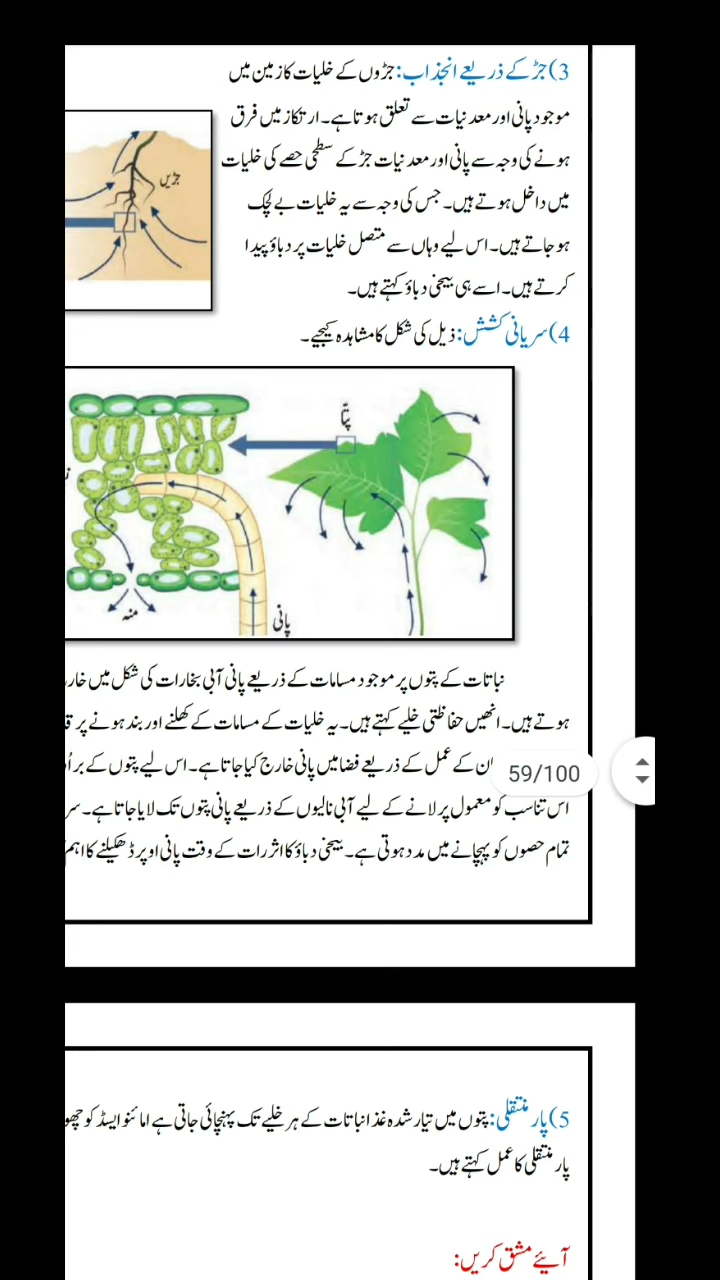 3) جڑ کے ذریعے انجذاب: جڑوں کے خلیات کا زمین میں
موجود پانی اور معدنیات سے تعلق ہوتا ہے۔ ارتکاز میں فرق
ہونے کی وجہ سے پانی اور معدنیات جڑ کے سطحی حصے کی خلیات
میں داخل ہوتے ہیں۔ جس کی وجہ سے یہ خلیات بے لچک
ہو جاتے ہیں۔ اس لیے وہاں سے متصل خلیات پر دباؤ پیدا
کرتے ہیں۔ اسے ہی بیخی دباؤ کہتے ہیں۔
جڑیں
4) سریانی کشش: ذیل کی شکل کا مشاہدہ کیجیے۔
پتّا
منہ
پانی
نباتات کے پتوں پر موجود مسامات کے ذریعے پانی آبی بخارات کی شکل میں
ہوتے ہیں۔ انھیں حفاظتی خلیے کہتے ہیں۔ یہ خلیات کے مسامات کے کھلنے اور بند ہونے پر
ان کے عمل کے ذریعے فضا میں پانی خارج کیا جاتا ہے۔ اس لیے پتوں کے
59/100
اس تناسب کو معمول پر لانے کے لیے آبی نالیوں کے ذریعے پانی پتوں تک لایا جاتا ہے۔
تمام حصوں کو پہچانے میں مدد ہوتی ہے۔ بیخی دباؤ کا اثر رات کے وقت پانی اوپر ڈھکیلنے کا اہم
5) پار منتقلی: پتوں میں تیار شدہ غذا نباتات کے ہر خلیے تک پہنچائی جاتی ہے امائنو ایسڈ کو
پار منتقلی کا عمل کہتے ہیں۔
آئیے مشق کریں: